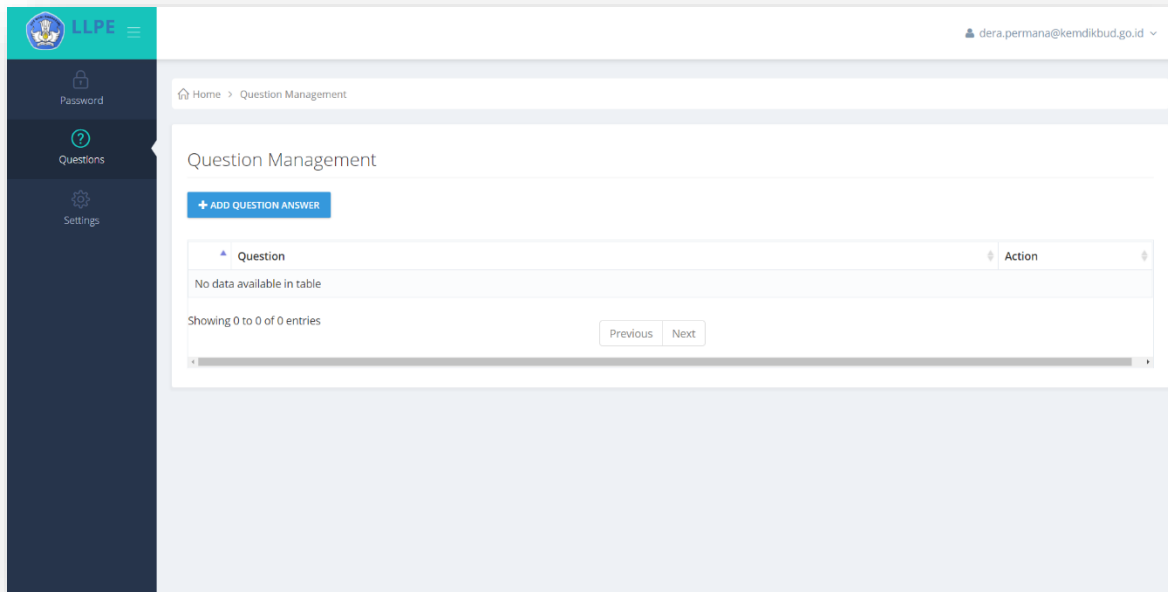 LLPE
dera.permana@kemdikbud.go.id
Password
Questions
Settings
Home > Question Management
Question Management
+ ADD QUESTION ANSWER
Question Action
No data available in table
Showing 0 to 0 of 0 entries
Previous Next